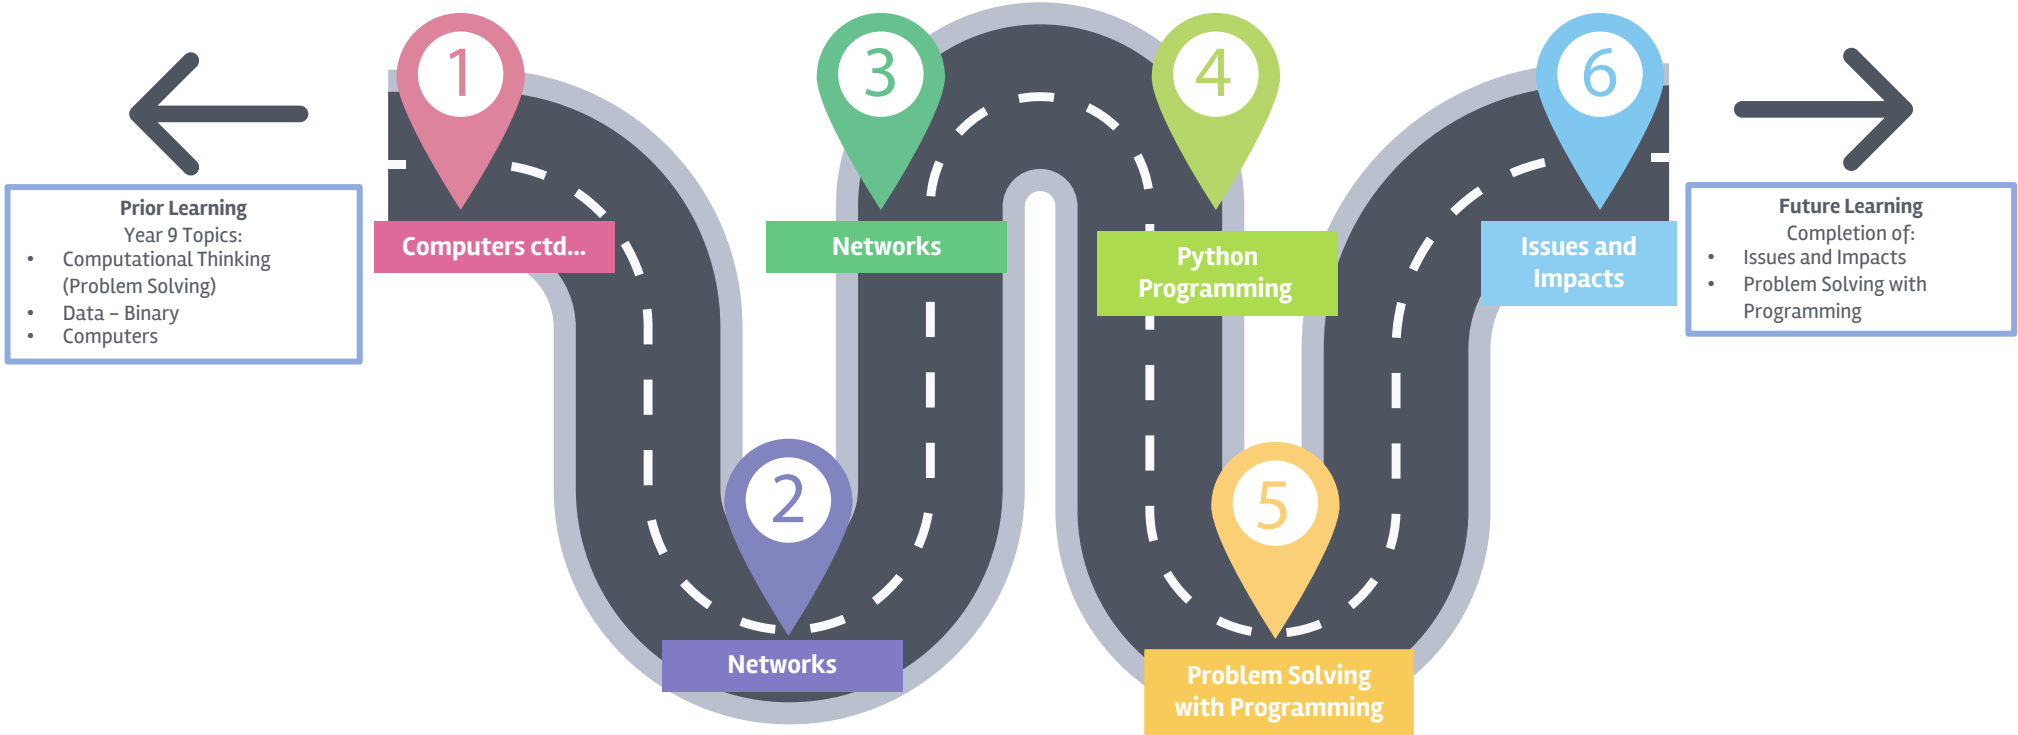 Prior Learning
Year 9 Topics:
• Computational Thinking
(Problem Solving)
• Data – Binary
• Computers
1
Computers ctd...
2
Networks
3
Networks
4
Python
Programming
5
Problem Solving
with Programming
6
Issues and
Impacts
Future Learning
Completion of:
• Issues and Impacts
• Problem Solving with
Programming